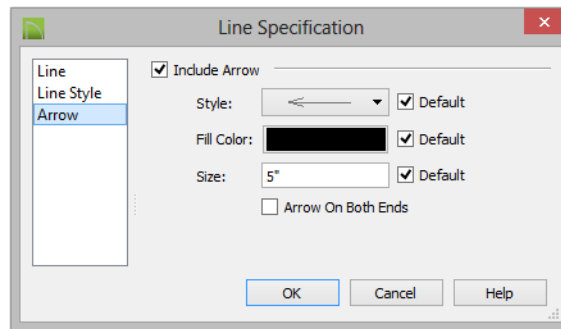 Line Specification
Line
Line Style
Arrow
Include Arrow
Style:
Default
Fill Color:
Default
Size:
5"
Default
Arrow On Both Ends
OK
Cancel
Help